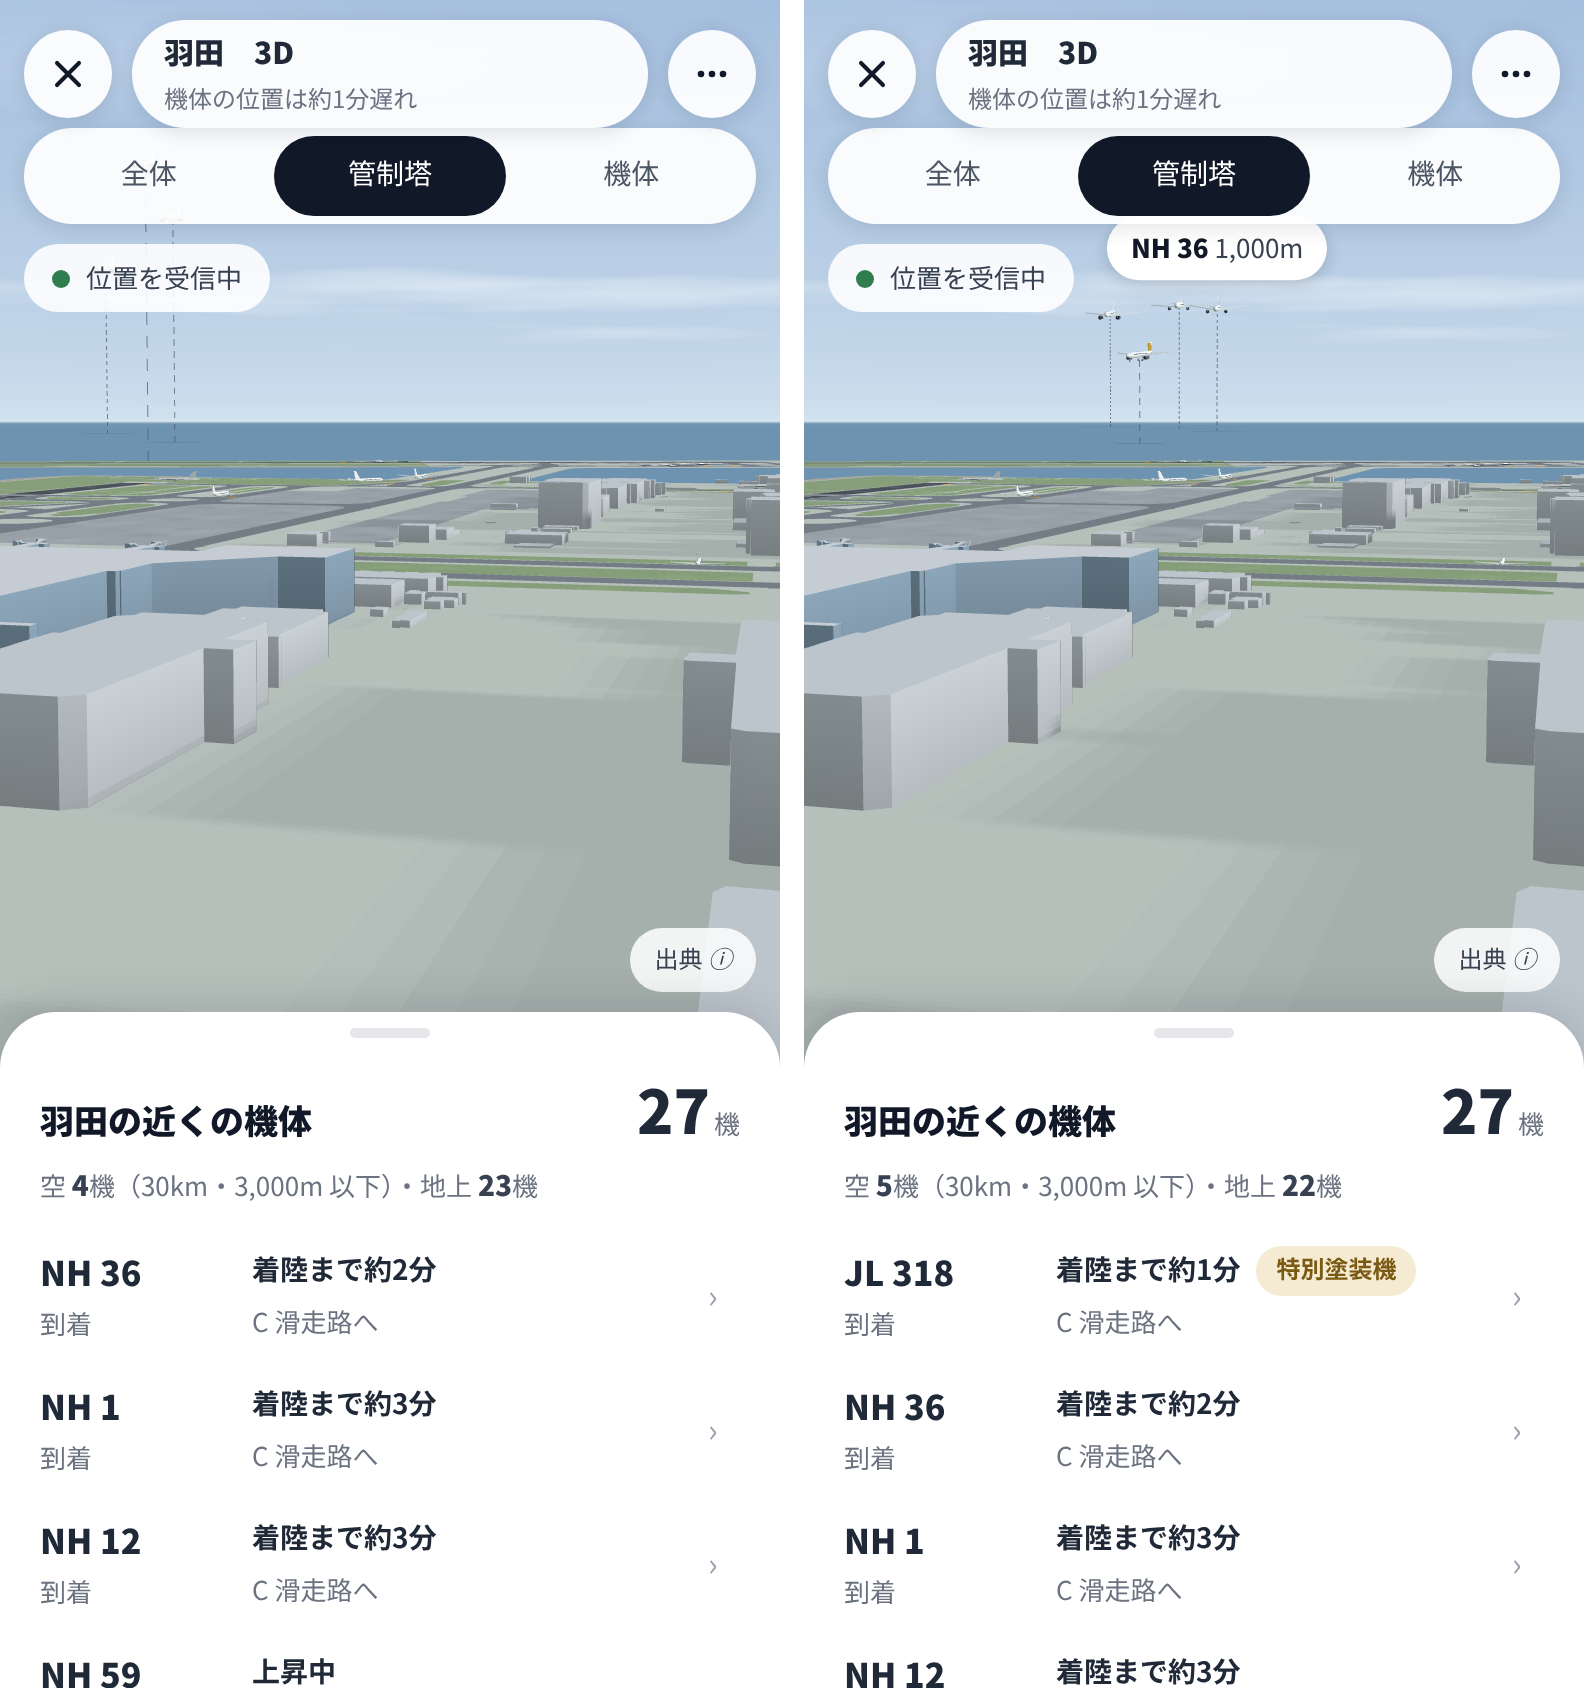 羽田 3D
機体の位置は約1分遅れ
全体
管制塔
機体
位置を受信中
出典 ⓘ
羽田の近くの機体
27機
空 4機（30km・3,000m 以下）・地上 23機
NH 36
着陸まで約2分
到着
C 滑走路へ
NH 1
着陸まで約3分
到着
C 滑走路へ
NH 12
着陸まで約3分
到着
C 滑走路へ
NH 59
上昇中
羽田 3D
機体の位置は約1分遅れ
全体
管制塔
機体
NH 36 1,000m
位置を受信中
出典 ⓘ
羽田の近くの機体
27機
空 5機（30km・3,000m 以下）・地上 22機
JL 318
着陸まで約1分 特別塗装機
到着
C 滑走路へ
NH 36
着陸まで約2分
到着
C 滑走路へ
NH 1
着陸まで約3分
到着
C 滑走路へ
NH 12
着陸まで約3分